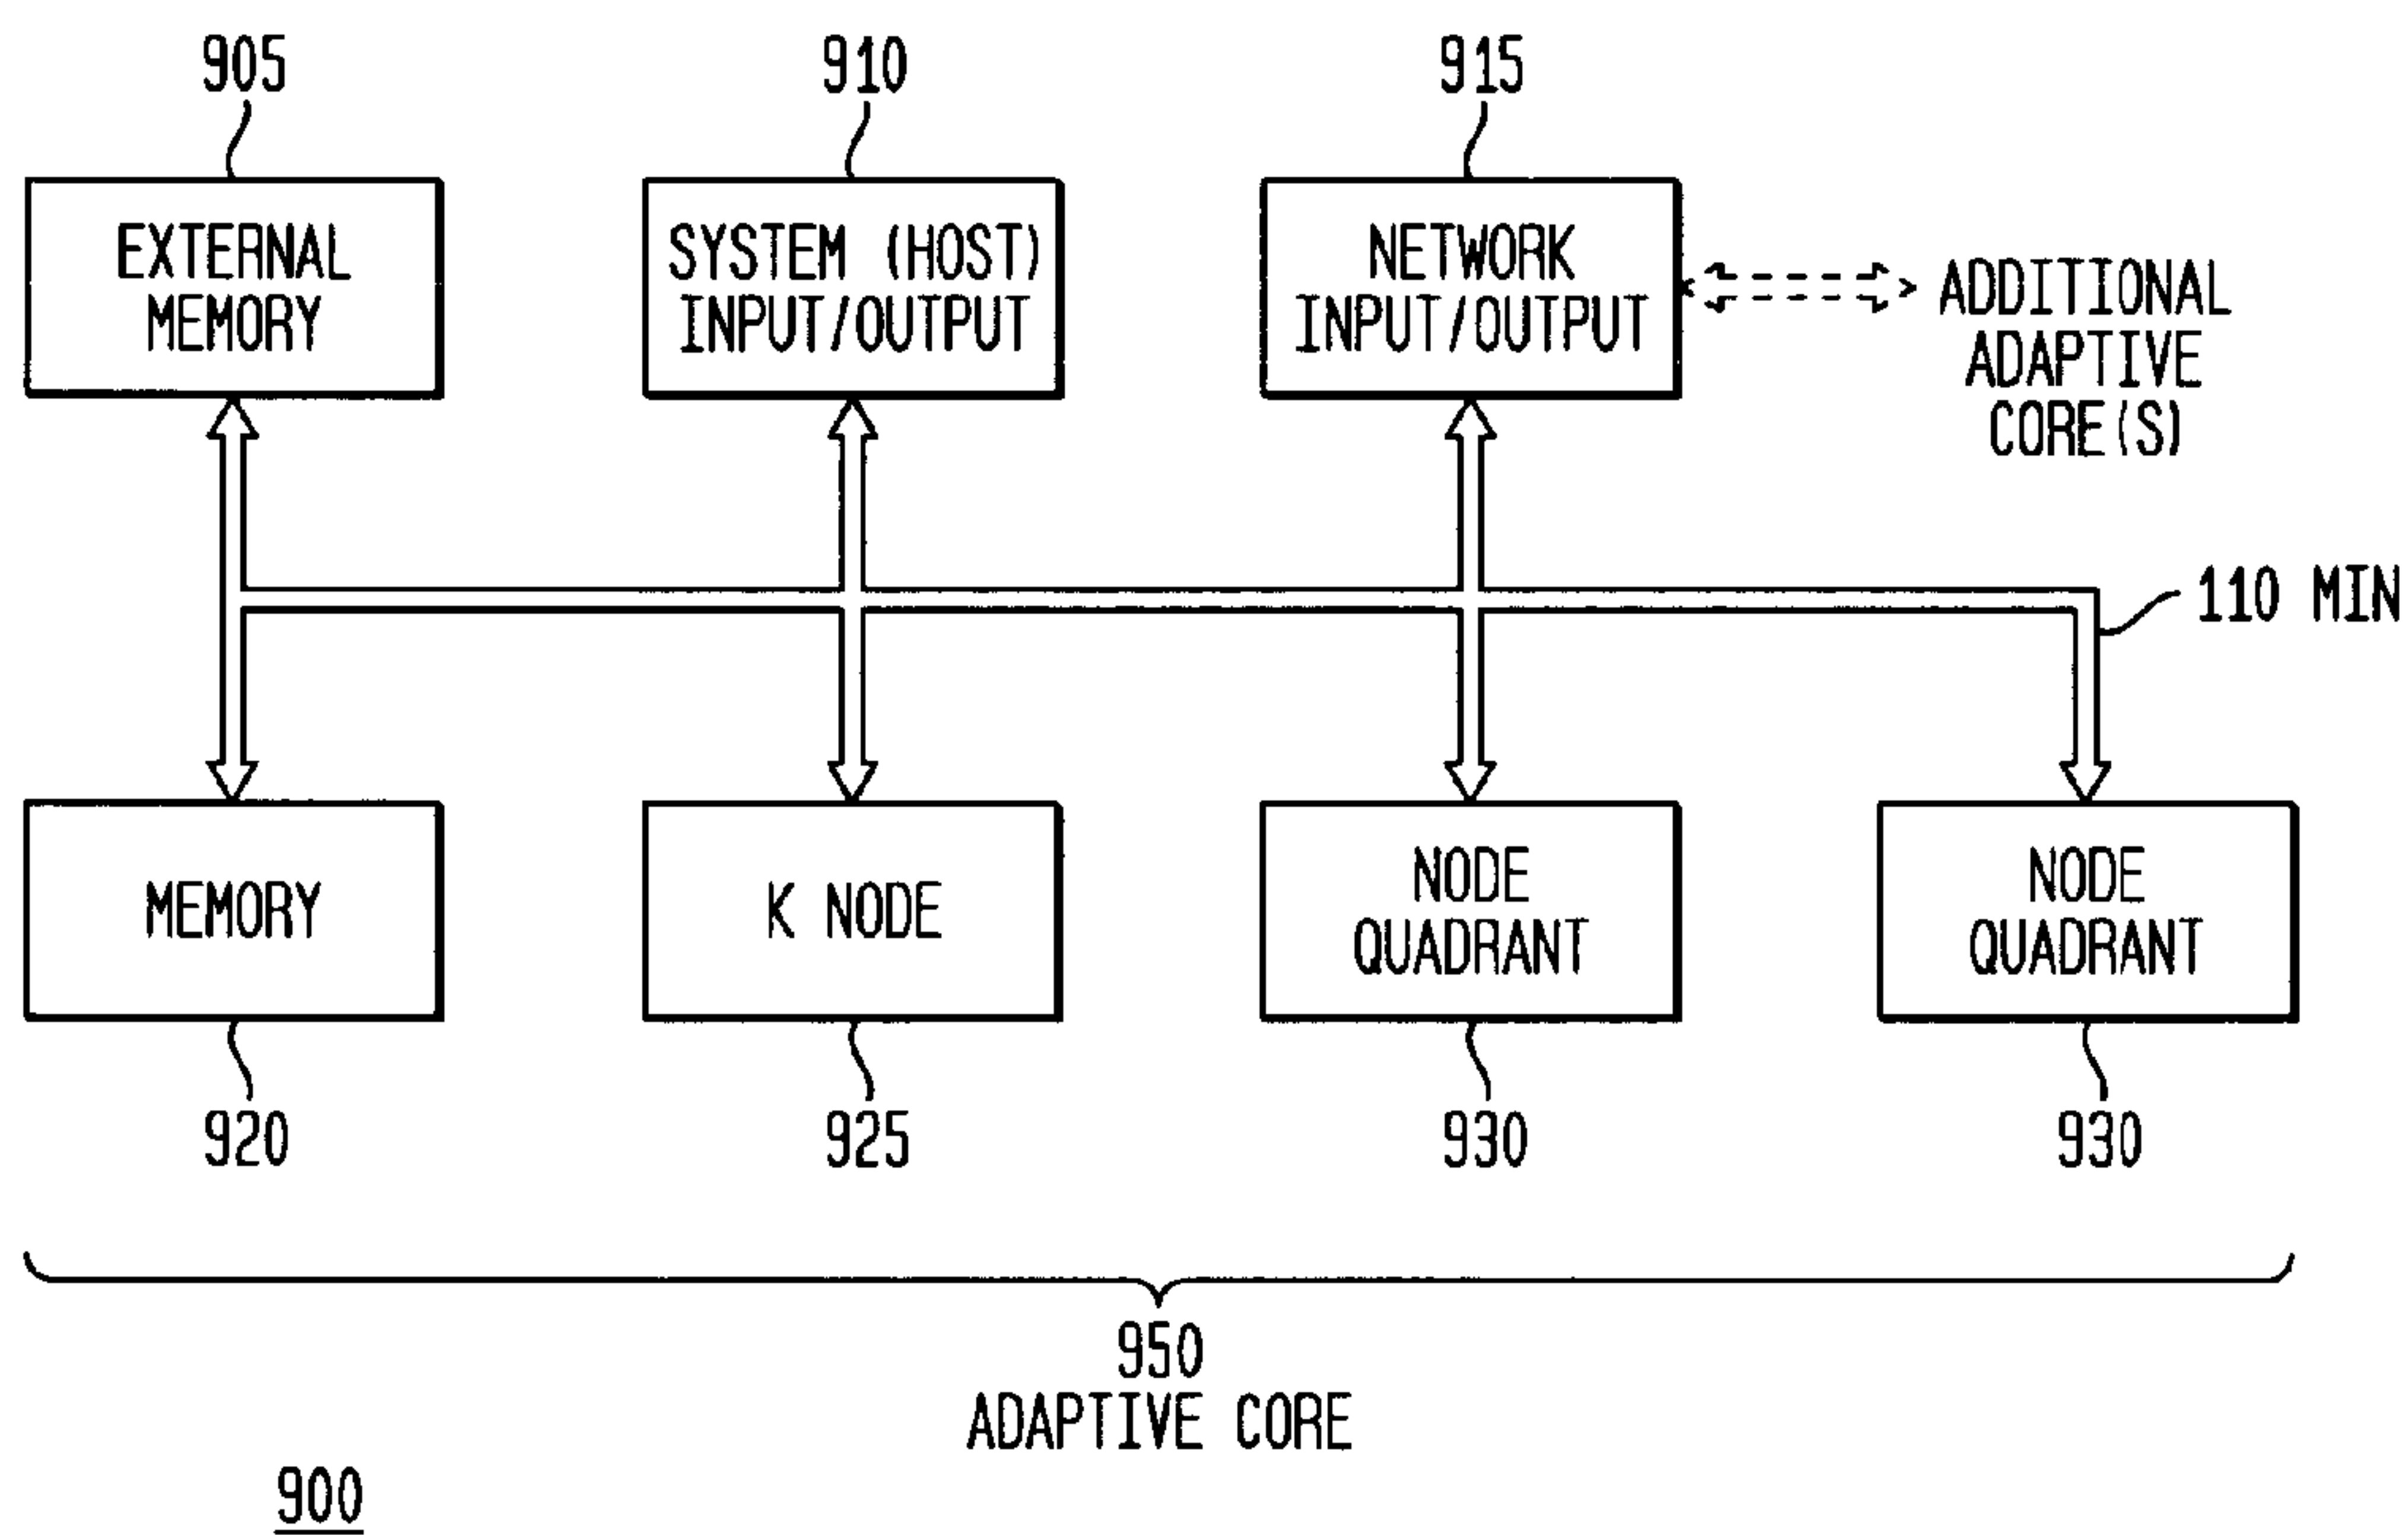 905
910
915
EXTERNAL
MEMORY
SYSTEM (HOST)
INPUT/OUTPUT
NETWORK
INPUT/OUTPUT
ADDITIONAL
ADAPTIVE
CORE(S)
110 MIN
MEMORY
K NODE
NODE
QUADRANT
NODE
QUADRANT
920
925
930
930
950
ADAPTIVE CORE
900